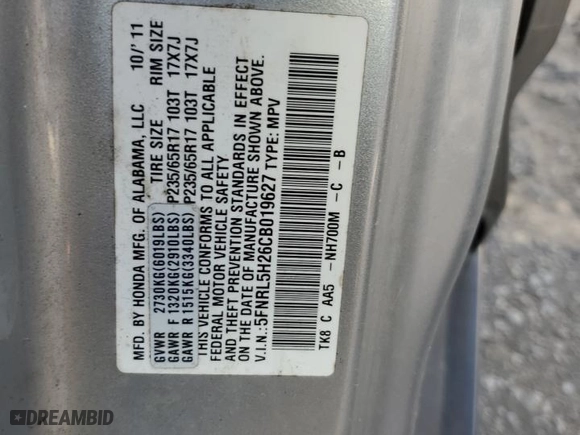 MFD. BY HONDA MFG. OF ALABAMA, LLC 10/'11
GVWR 2730KG(6019LBS) TIRE SIZE RIM SIZE
GAWR F 1320KG(2910LBS) P235/65R17 103T 17X7J
GAWR R 1515KG(3340LBS) P235/65R17 103T 17X7J
THIS VEHICLE CONFORMS TO ALL APPLICABLE
FEDERAL MOTOR VEHICLE SAFETY
AND THEFT PREVENTION STANDARDS IN EFFECT
ON THE DATE OF MANUFACTURE SHOWN ABOVE.
V.I.N.:5FNRL5H26CB019627 TYPE: MPV
TK8 C AA5 -NH700M -C -B
DREAMBID